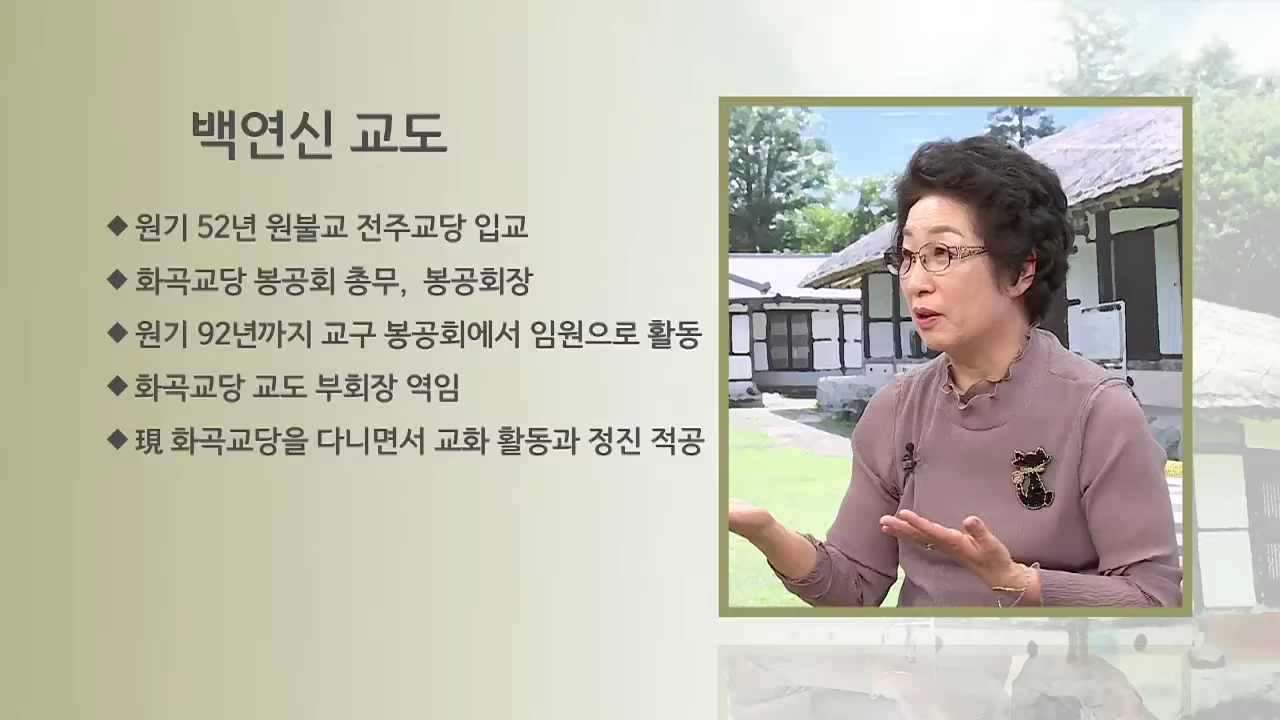 백연신 교도
◆ 원기 52년 원불교 전주교당 입교
◆ 화곡교당 봉공회 총무, 봉공회장
◆ 원기 92년까지 교구 봉공회에서 임원으로 활동
◆ 화곡교당 교도 부회장 역임
◆ 現 화곡교당을 다니면서 교화 활동과 정진 적공